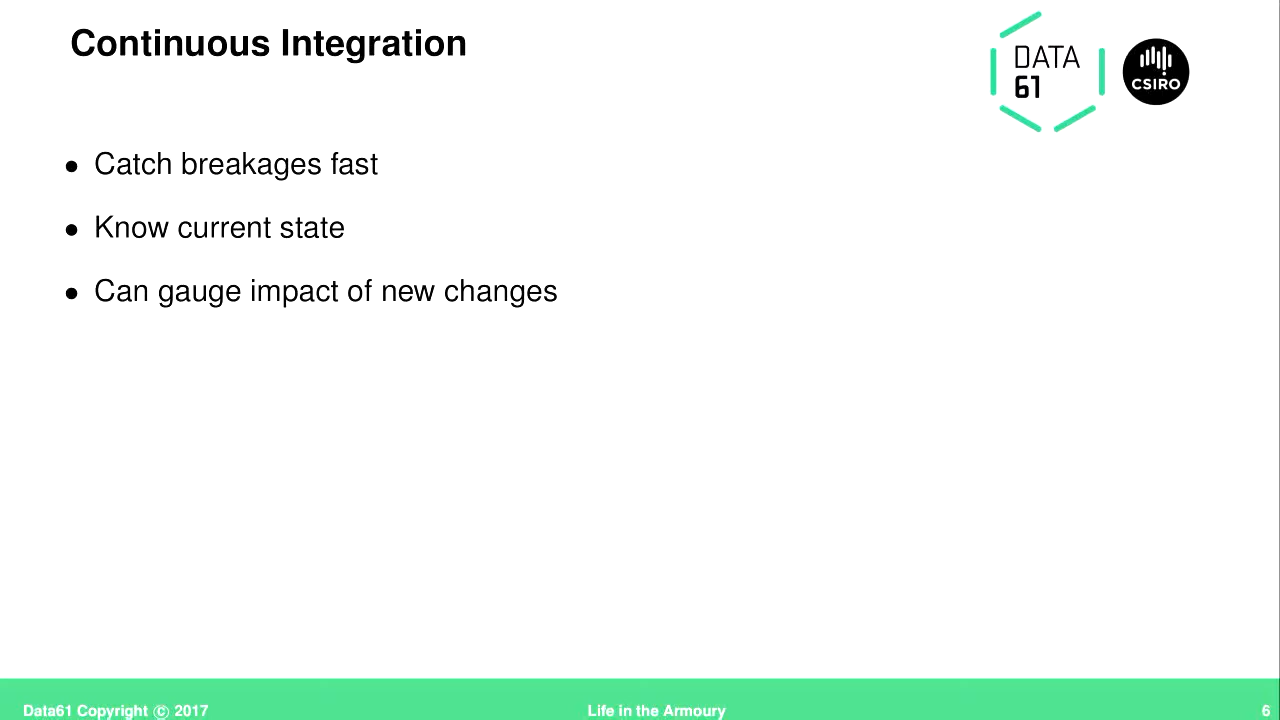 Continuous Integration
DATA
61
CSIRO
• Catch breakages fast
• Know current state
• Can gauge impact of new changes
Data61 Copyright © 2017
Life in the Armoury
6